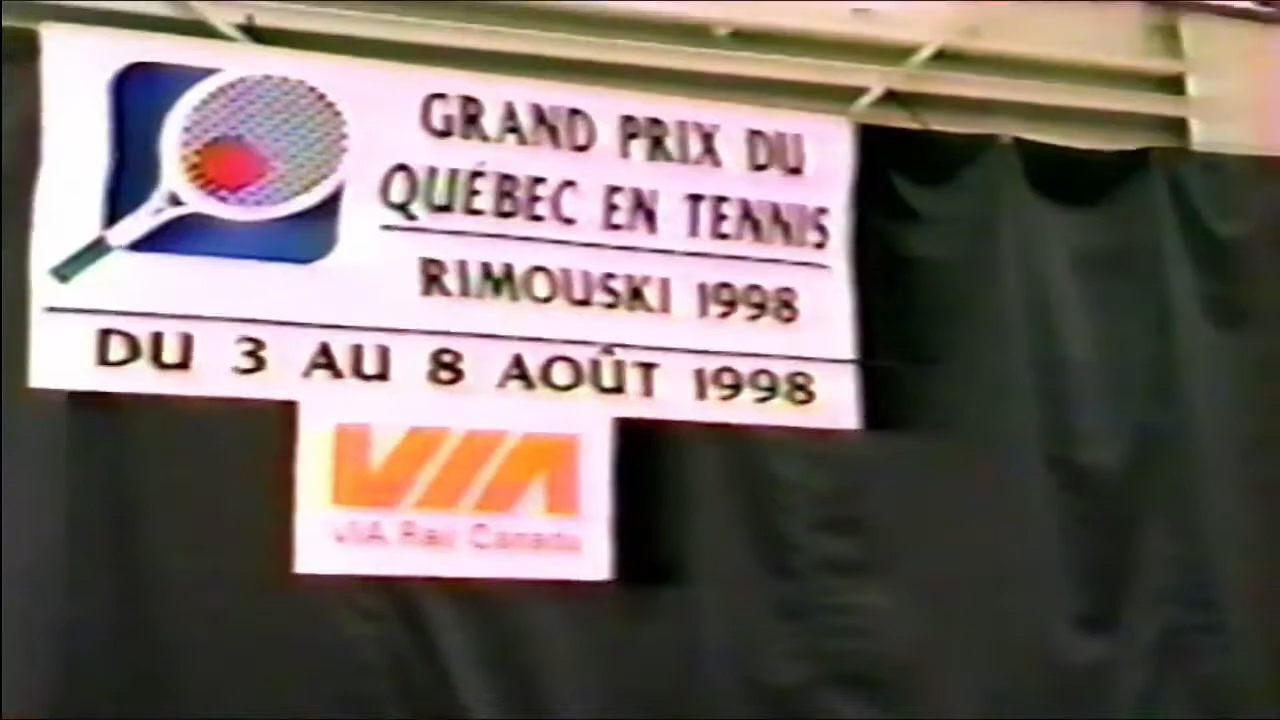 GRAND PRIX DU
QUÉBEC EN TENNIS
RIMOUSKI 1998
DU 3 AU 8 AOÛT 1998
VIA
VIA Rail Canada